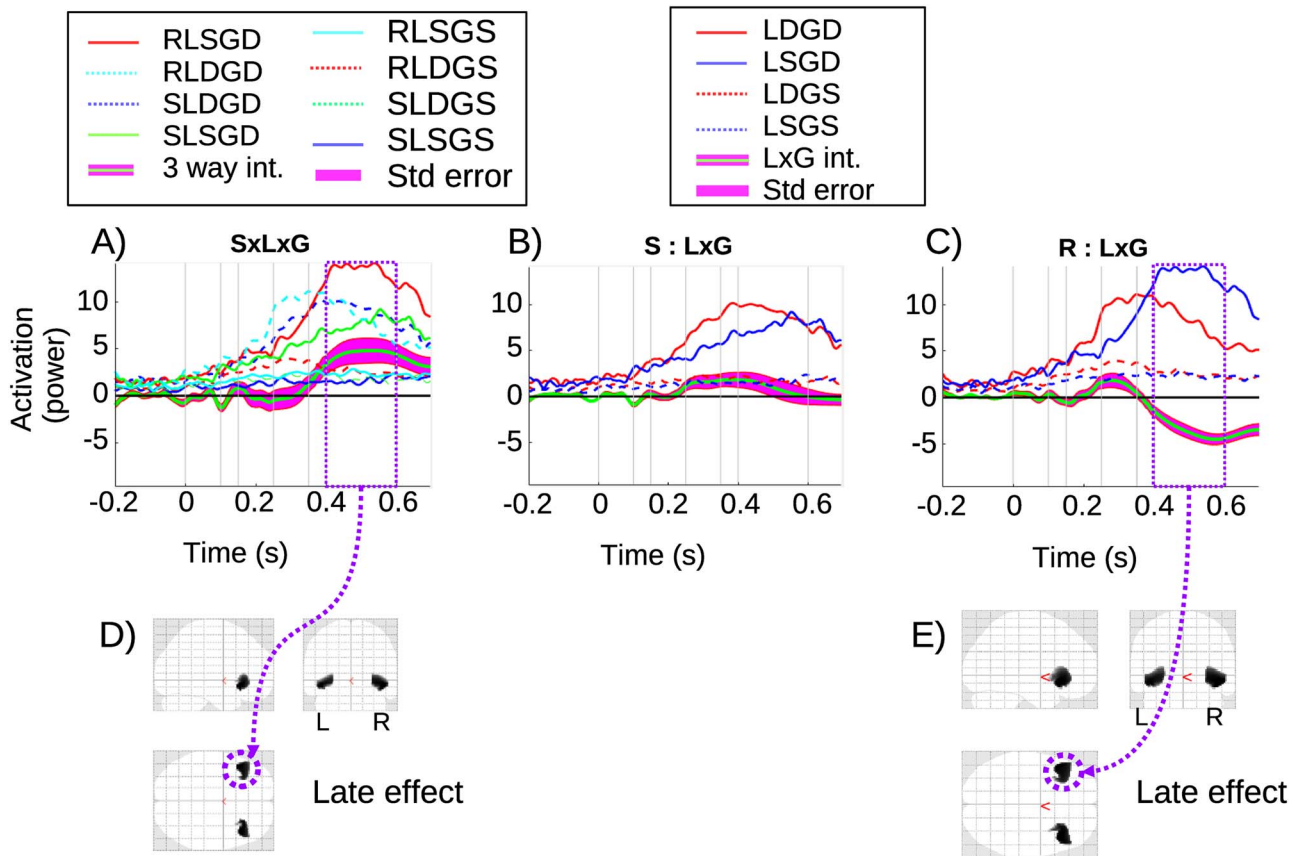 RLSGD
RLSGS
RLDGD
RLDGS
SLDGD
SLDGS
SLSGD
SLSGS
3 way int.
Std error
LDGD
LSGD
LDGS
LSGS
LxG int.
Std error
A)
SxLxG
B)
S : LxG
C)
R : LxG
Activation
(power)
10
5
0
-5
-0.2 0 0.2 0.4 0.6
Time (s)
10
5
0
-5
-0.2 0 0.2 0.4 0.6
Time (s)
10
5
0
-5
-0.2 0 0.2 0.4 0.6
Time (s)
D)
<
<
L R
<
Late effect
E)
<
<
L R
<
Late effect